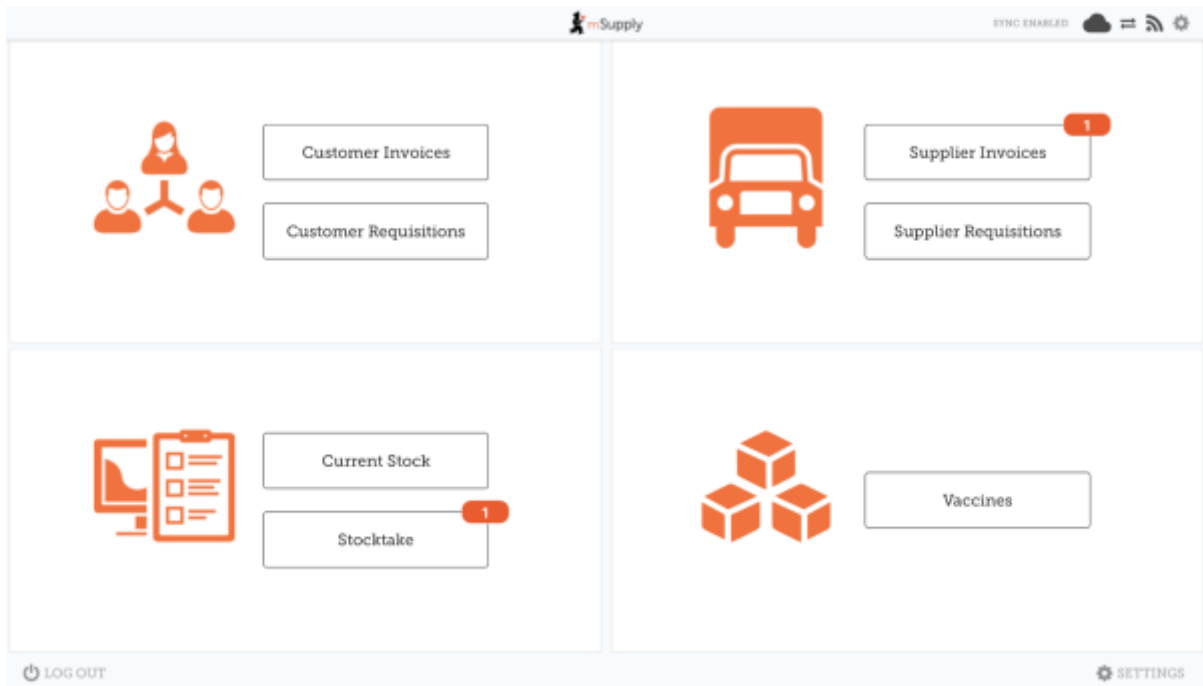 mSupply
SYNC ENABLED
Customer Invoices
Customer Requisitions
1
Supplier Invoices
Supplier Requisitions
Current Stock
1
Stocktake
Vaccines
LOG OUT
SETTINGS